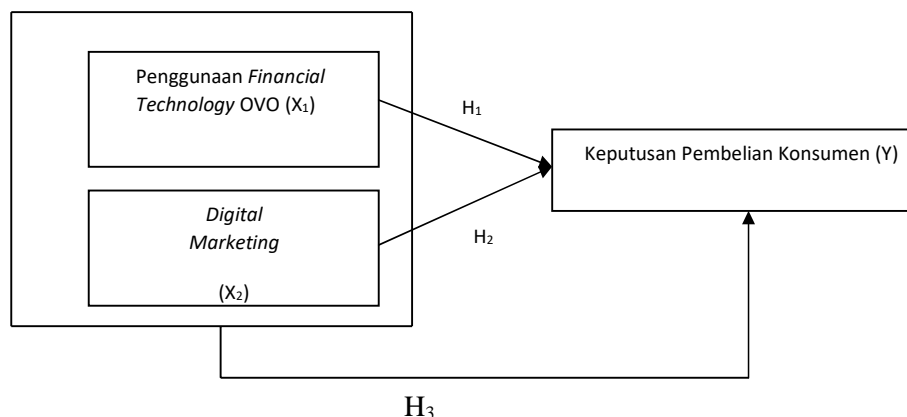 Penggunaan Financial
Technology OVO (X₁)
H₁
Keputusan Pembelian Konsumen (Y)
Digital
Marketing
H₂
(X₂)
H₃